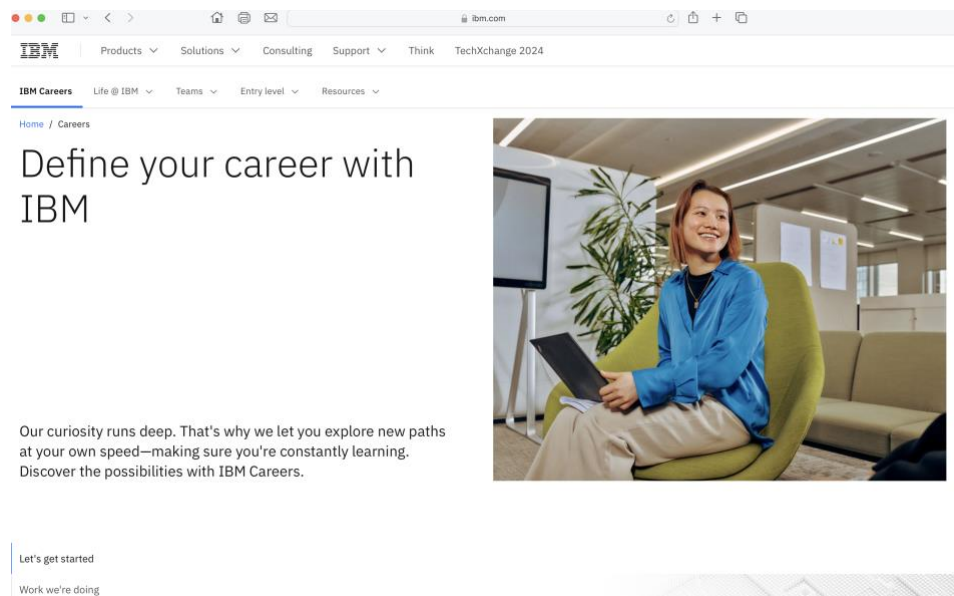 ibm.com
IBM Products Solutions Consulting Support Think TechXchange 2024
IBM Careers Life @ IBM Teams Entry level Resources
Home / Careers
Define your career with
IBM
Our curiosity runs deep. That's why we let you explore new paths
at your own speed—making sure you're constantly learning.
Discover the possibilities with IBM Careers.
Let's get started
Work we're doing